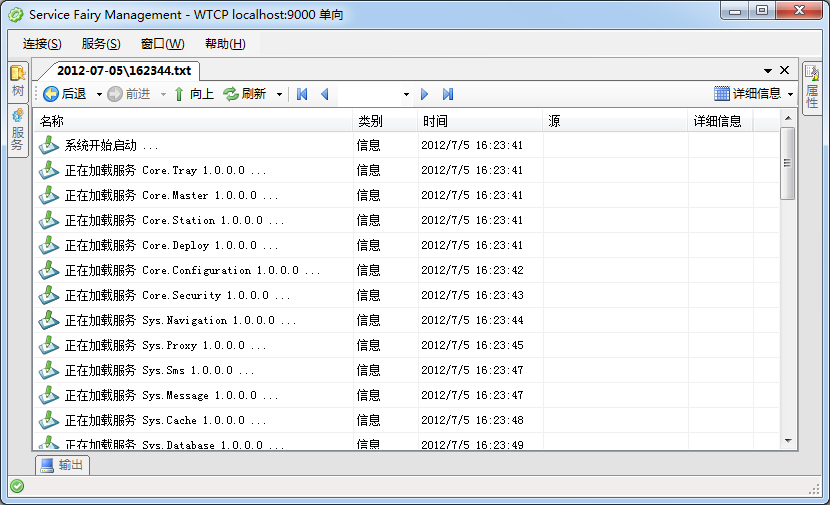 Service Fairy Management - WTCP localhost:9000 单向
连接(S) 服务(S) 窗口(W) 帮助(H)
树
服务
2012-07-05\162344.txt
后退 前进 向上 刷新 详细信息
属性
名称 类别 时间 源 详细信息
系统开始启动 ... 信息 2012/7/5 16:23:41
正在加载服务 Core.Tray 1.0.0.0 ... 信息 2012/7/5 16:23:41
正在加载服务 Core.Master 1.0.0.0 ... 信息 2012/7/5 16:23:41
正在加载服务 Core.Station 1.0.0.0 ... 信息 2012/7/5 16:23:41
正在加载服务 Core.Deploy 1.0.0.0 ... 信息 2012/7/5 16:23:41
正在加载服务 Core.Configuration 1.0.0.0 ... 信息 2012/7/5 16:23:42
正在加载服务 Core.Security 1.0.0.0 ... 信息 2012/7/5 16:23:43
正在加载服务 Sys.Navigation 1.0.0.0 ... 信息 2012/7/5 16:23:44
正在加载服务 Sys.Proxy 1.0.0.0 ... 信息 2012/7/5 16:23:45
正在加载服务 Sys.Sms 1.0.0.0 ... 信息 2012/7/5 16:23:47
正在加载服务 Sys.Message 1.0.0.0 ... 信息 2012/7/5 16:23:47
正在加载服务 Sys.Cache 1.0.0.0 ... 信息 2012/7/5 16:23:48
正在加载服务 Sys.Database 1.0.0.0 ... 信息 2012/7/5 16:23:49
输出